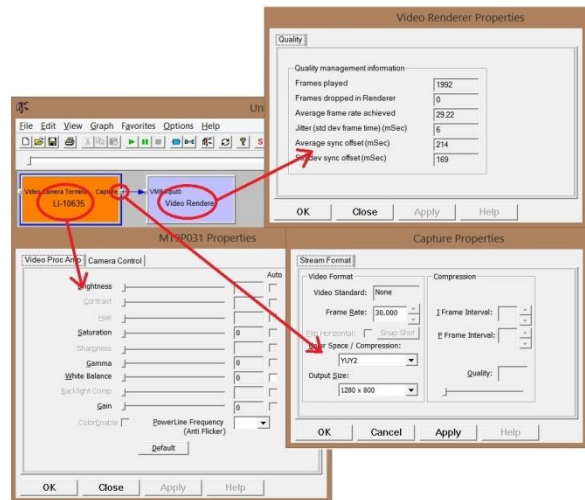 Video Renderer Properties
Quality
Quality management information
Frames played 1992
Frames dropped in Renderer 0
Average frame rate achieved 29.22
Jitter (std dev frame time) (mSec) 6
Average sync offset (mSec) 214
dev sync offset (mSec) 169
OK Close Apply Help
File Edit View Graph Favorites Options Help
Video Camera Termina Capture
LI-10635
VMR Input0
Video Rendere
MT9P031 Properties
Video Proc Amp Camera Control
Auto
Brightness
Contrast
Hue
Saturation 0
Sharpness
Gamma 0
White Balance 0
Backlight Comp
Gain 0
ColorEnable PowerLine Frequency
(Anti Flicker)
Default
OK Close Apply Help
Capture Properties
Stream Format
Video Format Compression
Video Standard: None
Frame Rate: 30.000 I Frame Interval:
Flip Horizontal: Snap Shot P Frame Interval:
Color Space / Compression:
YUY2 Quality:
Output Size:
1280 x 800
OK Cancel Apply Help